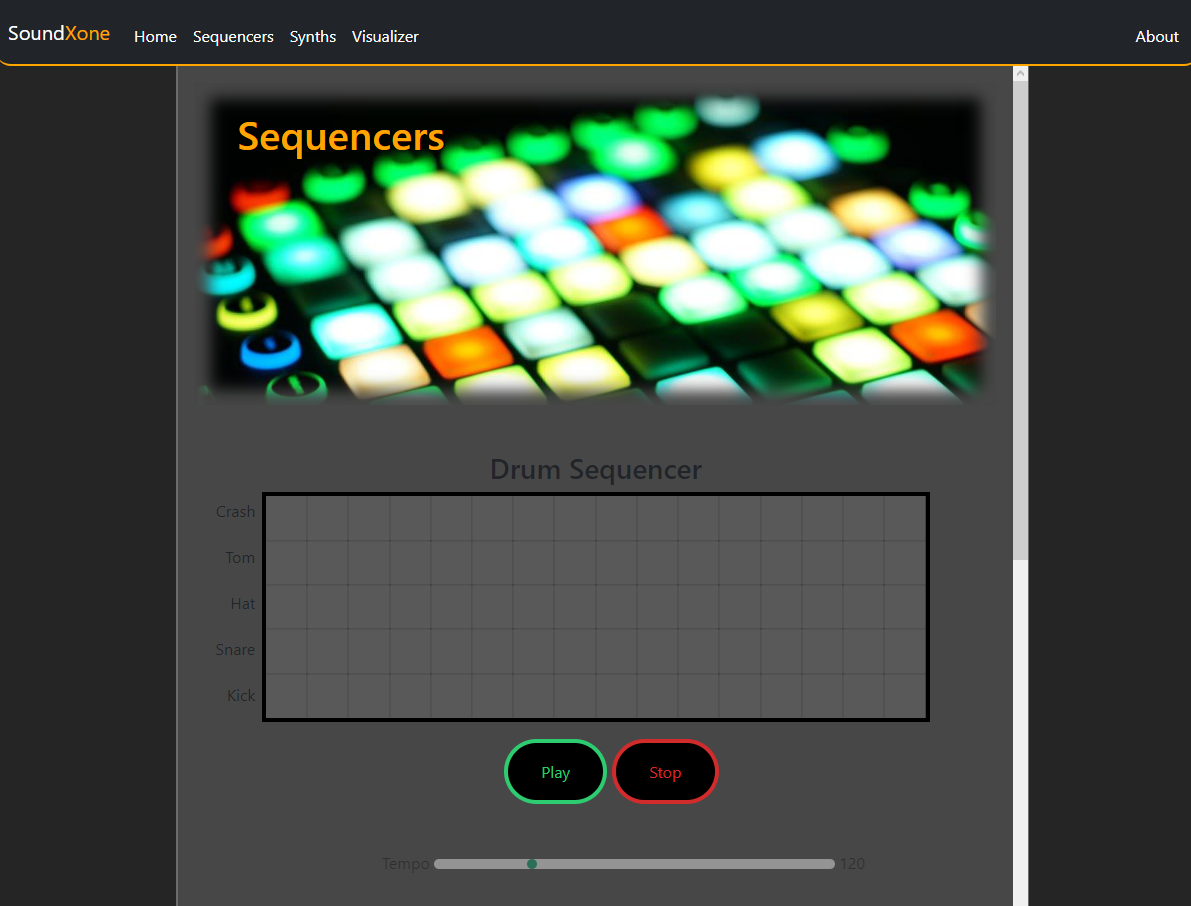 SoundXone Home Sequencers Synths Visualizer About
Sequencers
Drum Sequencer
Crash
Tom
Hat
Snare
Kick
Play Stop
Tempo 120